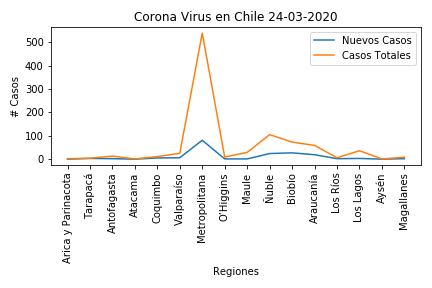 Corona Virus en Chile 24-03-2020
Nuevos Casos
Casos Totales
# Casos
500
400
300
200
100
0
Arica y Parinacota
Tarapacá
Antofagasta
Atacama
Coquimbo
Valparaíso
Metropolitana
O'Higgins
Maule
Ñuble
Biobío
Araucanía
Los Ríos
Los Lagos
Aysén
Magallanes
Regiones